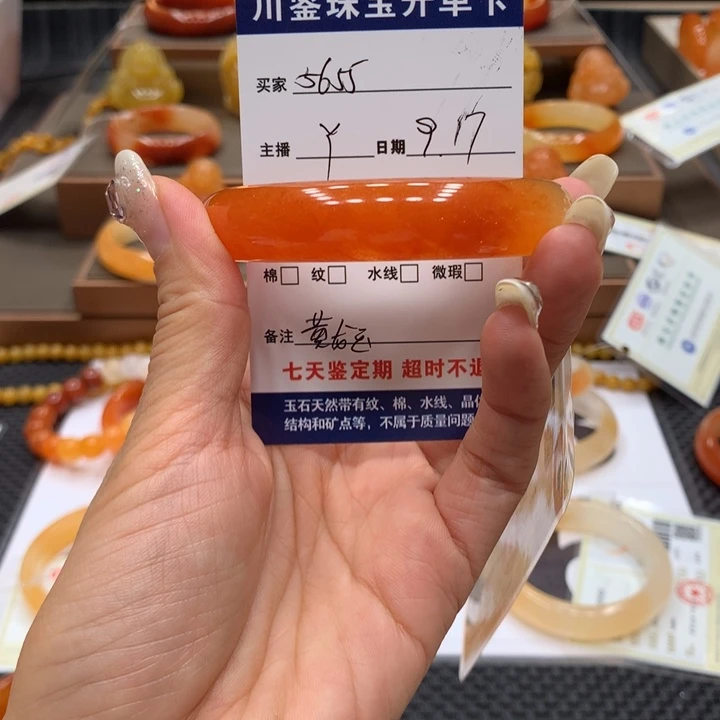 川鉴珠宝开单卡
买家 5655
主播 Y 日期 9.17
棉□ 纹□ 水线□ 微瑕□
备注 黄龙玉
七天鉴定期 超时不退
玉石天然带有纹、棉、水线、晶体
结构和矿点等，不属于质量问题